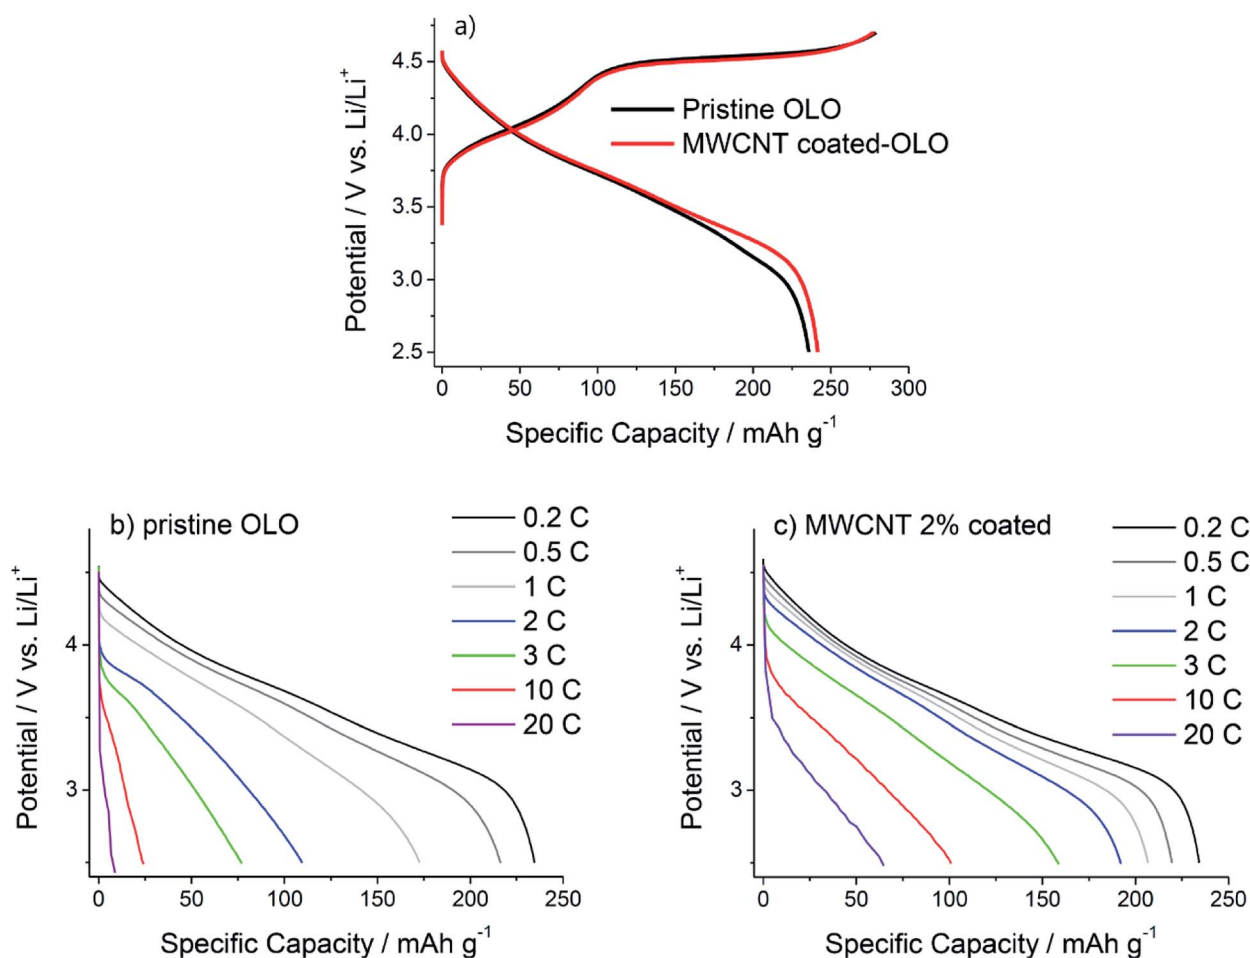 a)
Pristine OLO
MWCNT coated-OLO
Potential / V vs. Li/Li⁺
4.5
4.0
3.5
3.0
2.5
0 50 100 150 200 250 300
Specific Capacity / mAh g⁻¹
b) pristine OLO
0.2 C
0.5 C
1 C
2 C
3 C
10 C
20 C
Potential / V vs. Li/Li⁺
4
3
0 50 100 150 200 250
Specific Capacity / mAh g⁻¹
c) MWCNT 2% coated
0.2 C
0.5 C
1 C
2 C
3 C
10 C
20 C
Potential / V vs. Li/Li⁺
4
3
0 50 100 150 200 250
Specific Capacity / mAh g⁻¹